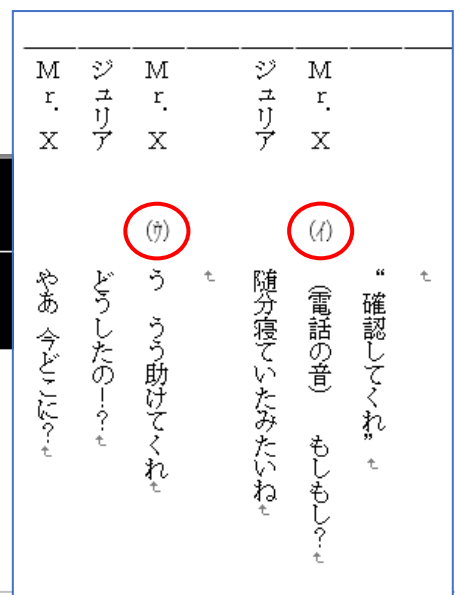 “確認してくれ”
Mr. X (ｲ) (電話の音) もしもし?
ジュリア 随分寝ていたみたいね
Mr. X (ｳ) う うう助けてくれ
ジュリア どうしたの!?
Mr. X やあ 今どこに?